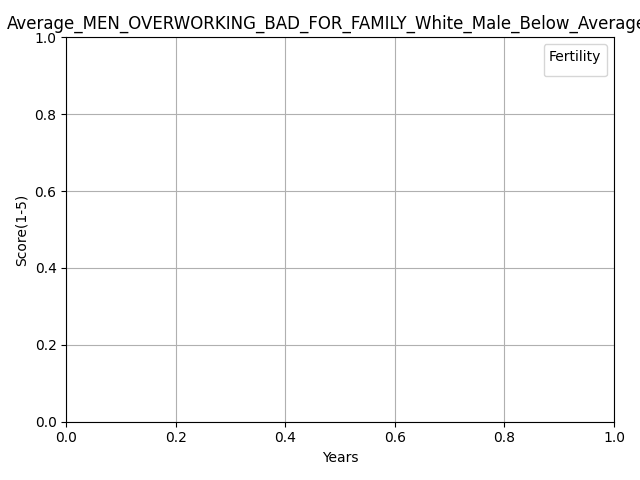 Average_MEN_OVERWORKING_BAD_FOR_FAMILY_White_Male_Below_Average
Fertility
1.0
0.8
0.6
0.4
0.2
0.0
Score(1-5)
0.0 0.2 0.4 0.6 0.8 1.0
Years